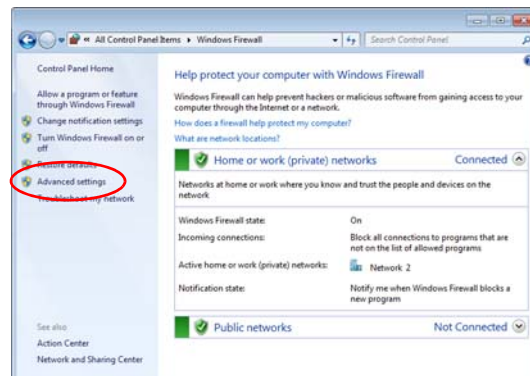 « All Control Panel Items ▸ Windows Firewall
Search Control Panel
Control Panel Home
Allow a program or feature
through Windows Firewall
Change notification settings
Turn Windows Firewall on or
off
Restore defaults
Advanced settings
Troubleshoot my network
See also
Action Center
Network and Sharing Center
Help protect your computer with Windows Firewall
Windows Firewall can help prevent hackers or malicious software from gaining access to your
computer through the Internet or a network.
How does a firewall help protect my computer?
What are network locations?
Home or work (private) networks Connected
Networks at home or work where you know and trust the people and devices on the
network
Windows Firewall state: On
Incoming connections: Block all connections to programs that are
not on the list of allowed programs
Active home or work (private) networks: Network 2
Notification state: Notify me when Windows Firewall blocks a
new program
Public networks Not Connected